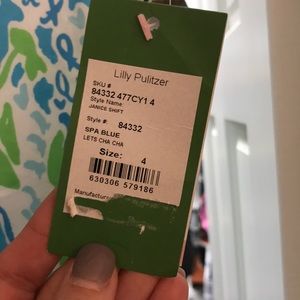 Lilly Pulitzer
SKU #
84332 477CY1 4
Style Name:
JANICE SHIFT
Style #: 84332
SPA BLUE
LETS CHA CHA
Size: 4
630306 579186